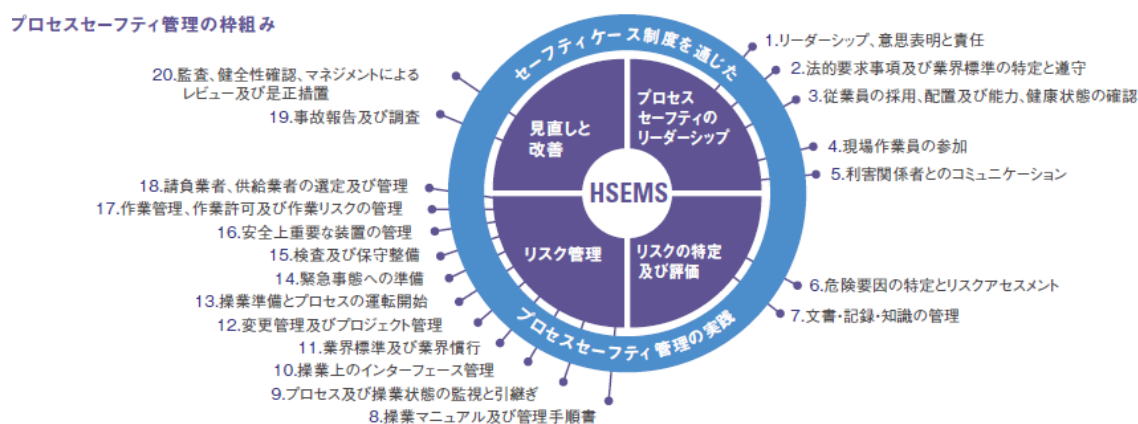 プロセスセーフティ管理の枠組み
セーフティケース制度を通じた
プロセスセーフティ管理の実践
プロセス
セーフティの
リーダーシップ
リスクの特定
及び評価
リスク管理
見直しと
改善
HSEMS
1.リーダーシップ、意思表明と責任
2.法的要求事項及び業界標準の特定と遵守
3.従業員の採用、配置及び能力、健康状態の確認
4.現場作業員の参加
5.利害関係者とのコミュニケーション
6.危険要因の特定とリスクアセスメント
7.文書・記録・知識の管理
8.操業マニュアル及び管理手順書
9.プロセス及び操業状態の監視と引継ぎ
10.操業上のインターフェース管理
11.業界標準及び業界慣行
12.変更管理及びプロジェクト管理
13.操業準備とプロセスの運転開始
14.緊急事態への準備
15.検査及び保守整備
16.安全上重要な装置の管理
17.作業管理、作業許可及び作業リスクの管理
18.請負業者、供給業者の選定及び管理
19.事故報告及び調査
20.監査、健全性確認、マネジメントによる
レビュー及び是正措置